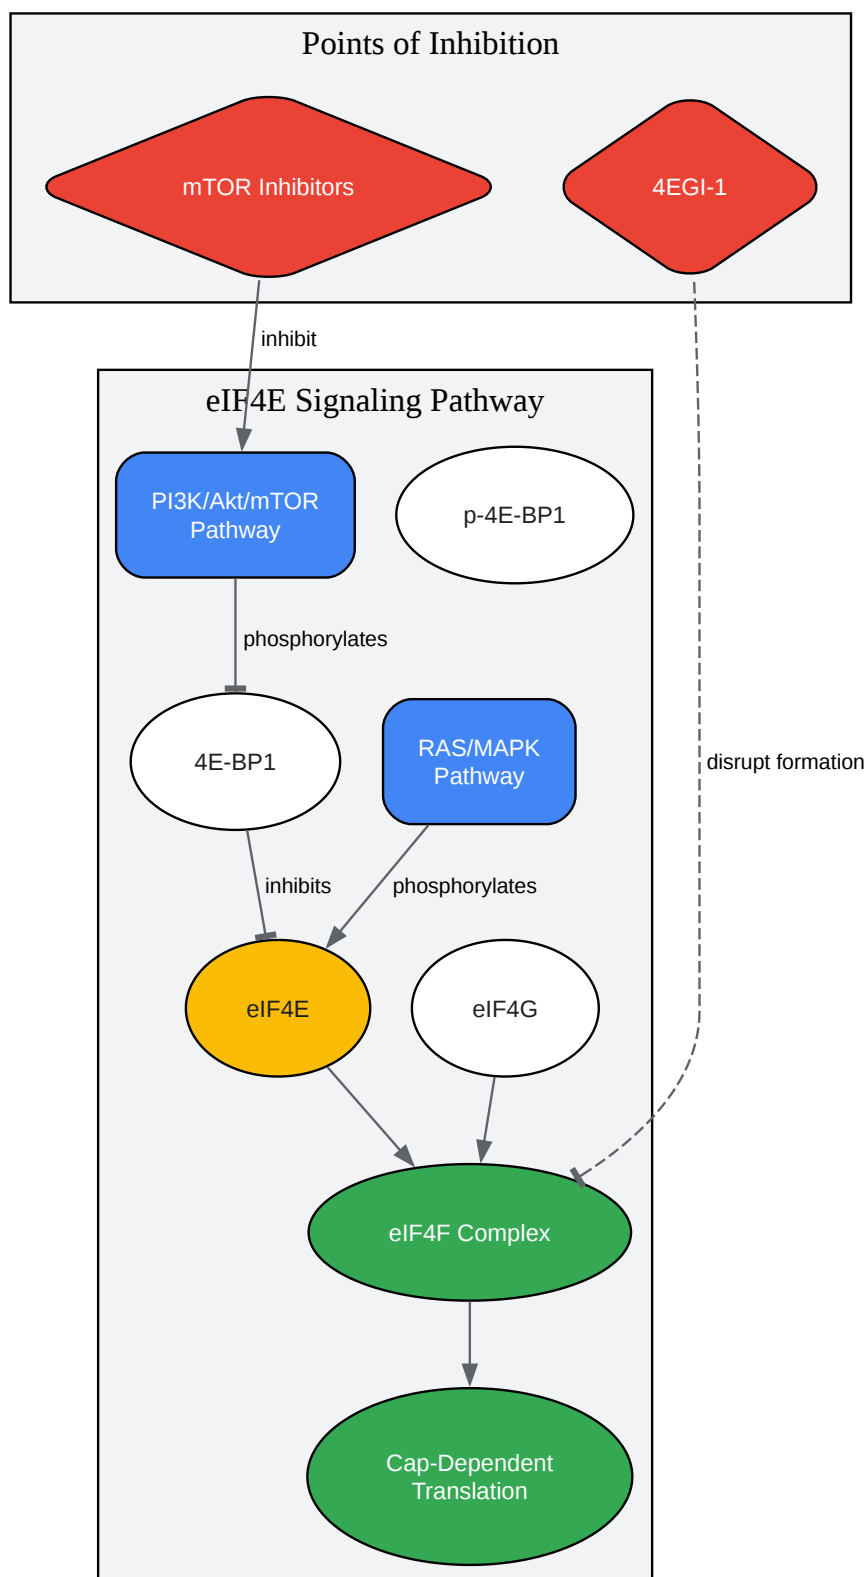 Points of Inhibition
mTOR Inhibitors
4EGI-1
inhibit
eIF4E Signaling Pathway
PI3K/Akt/mTOR
Pathway
p-4E-BP1
phosphorylates
4E-BP1
RAS/MAPK
Pathway
disrupt formation
inhibits
phosphorylates
eIF4E
eIF4G
eIF4F Complex
Cap-Dependent
Translation